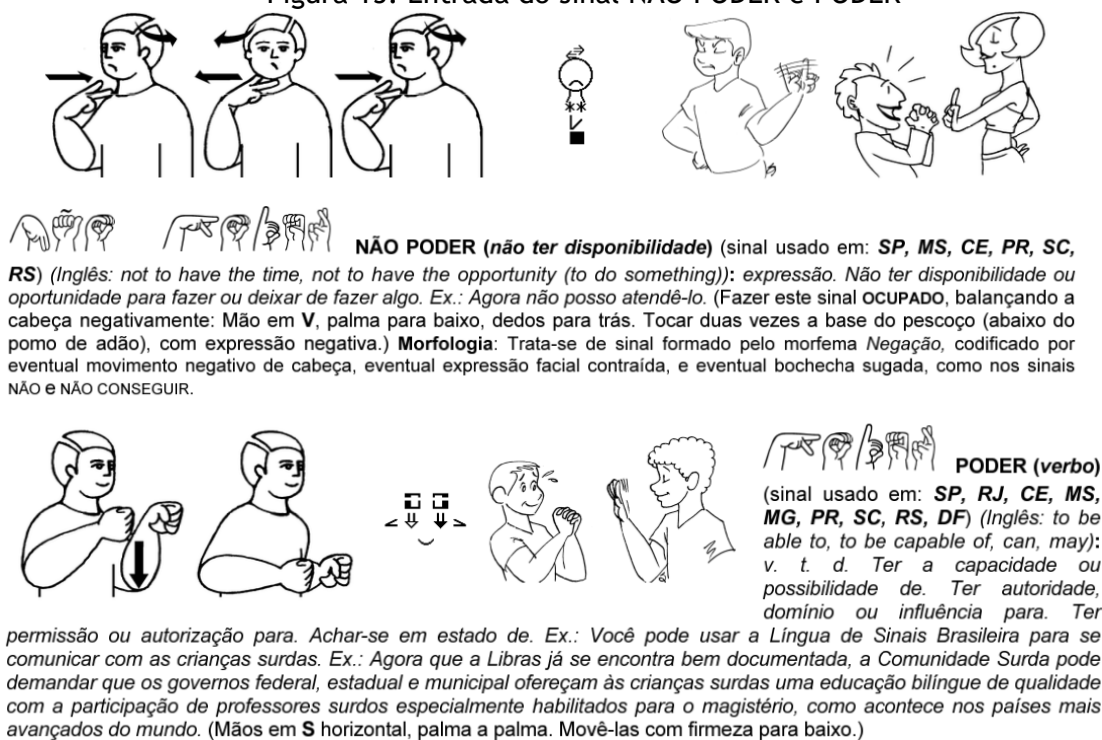 Figura 15: Entrada do sinal NÃO PODER e PODER
NÃO PODER (não ter disponibilidade) (sinal usado em: SP, MS, CE, PR, SC,
RS) (Inglês: not to have the time, not to have the opportunity (to do something)): expressão. Não ter disponibilidade ou
oportunidade para fazer ou deixar de fazer algo. Ex.: Agora não posso atendê-lo. (Fazer este sinal OCUPADO, balançando a
cabeça negativamente: Mão em V, palma para baixo, dedos para trás. Tocar duas vezes a base do pescoço (abaixo do
pomo de adão), com expressão negativa.) Morfologia: Trata-se de sinal formado pelo morfema Negação, codificado por
eventual movimento negativo de cabeça, eventual expressão facial contraída, e eventual bochecha sugada, como nos sinais
NÃO e NÃO CONSEGUIR.
PODER (verbo)
(sinal usado em: SP, RJ, CE, MS,
MG, PR, SC, RS, DF) (Inglês: to be
able to, to be capable of, can, may):
v. t. d. Ter a capacidade ou
possibilidade de. Ter autoridade,
domínio ou influência para. Ter
permissão ou autorização para. Achar-se em estado de. Ex.: Você pode usar a Língua de Sinais Brasileira para se
comunicar com as crianças surdas. Ex.: Agora que a Libras já se encontra bem documentada, a Comunidade Surda pode
demandar que os governos federal, estadual e municipal ofereçam às crianças surdas uma educação bilíngue de qualidade
com a participação de professores surdos especialmente habilitados para o magistério, como acontece nos países mais
avançados do mundo. (Mãos em S horizontal, palma a palma. Movê-las com firmeza para baixo.)